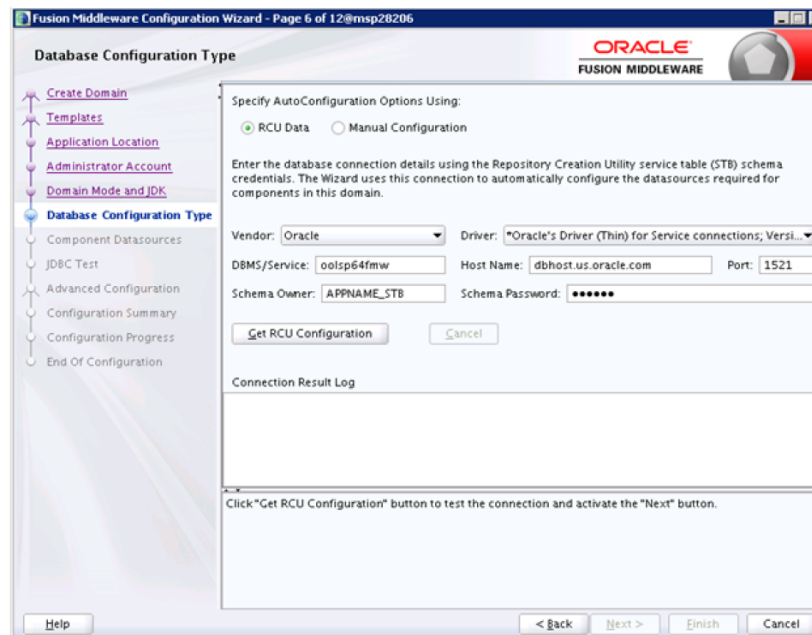 Fusion Middleware Configuration Wizard - Page 6 of 12@msp28206
Database Configuration Type
ORACLE
FUSION MIDDLEWARE
Create Domain
Templates
Application Location
Administrator Account
Domain Mode and JDK
Database Configuration Type
Component Datasources
JDBC Test
Advanced Configuration
Configuration Summary
Configuration Progress
End Of Configuration
Specify AutoConfiguration Options Using:
RCU Data Manual Configuration
Enter the database connection details using the Repository Creation Utility service table (STB) schema
credentials. The Wizard uses this connection to automatically configure the datasources required for
components in this domain.
Vendor: Oracle Driver: *Oracle's Driver (Thin) for Service connections; Versi...
DBMS/Service: oolsp64fmw Host Name: dbhost.us.oracle.com Port: 1521
Schema Owner: APPNAME_STB Schema Password: ●●●●●●
Get RCU Configuration Cancel
Connection Result Log
Click "Get RCU Configuration" button to test the connection and activate the "Next" button.
Help < Back Next > Finish Cancel